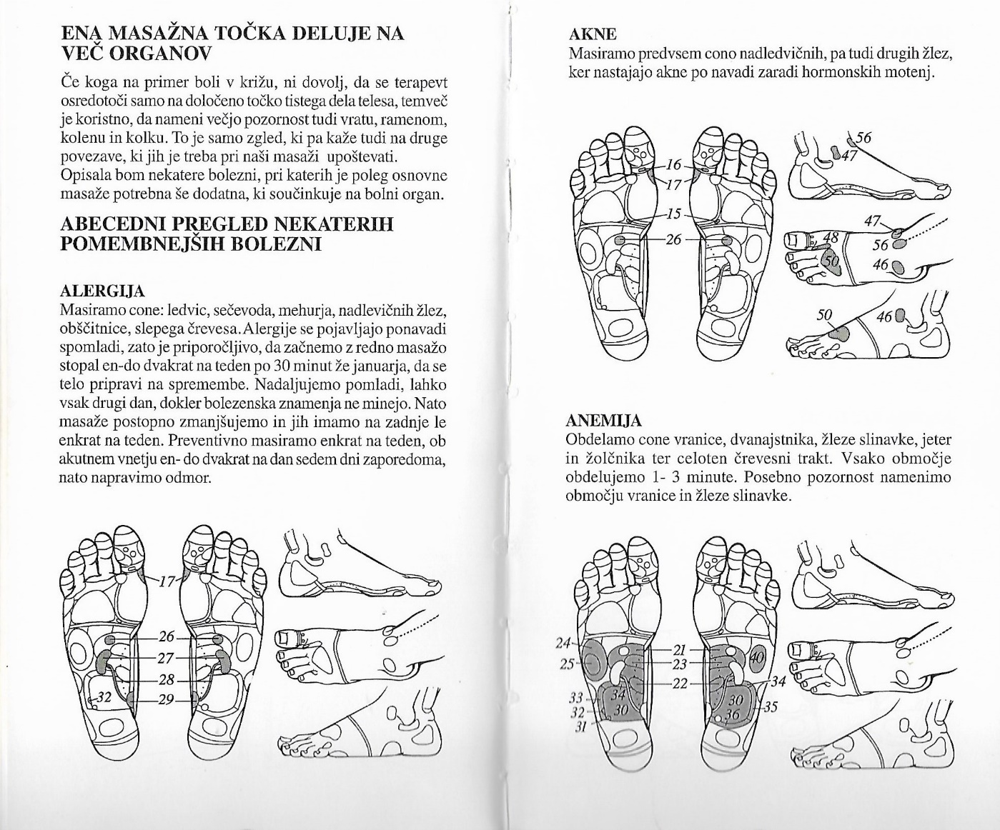 ENA MASAŽNA TOČKA DELUJE NA
VEČ ORGANOV
Če koga na primer boli v križu, ni dovolj, da se terapevt
osredotoči samo na določeno točko tistega dela telesa, temveč
je koristno, da nameni večjo pozornost tudi vratu, ramenom,
kolenu in kolku. To je samo zgled, ki pa kaže tudi na druge
povezave, ki jih je treba pri naši masaži upoštevati.
Opisala bom nekatere bolezni, pri katerih je poleg osnovne
masaže potrebna še dodatna, ki součinkuje na bolni organ.
ABECEDNI PREGLED NEKATERIH
POMEMBNEJŠIH BOLEZNI
ALERGIJA
Masiramo cone: ledvic, sečevoda, mehurja, nadlevičnih žlez,
obščitnice, slepega črevesa. Alergije se pojavljajo ponavadi
spomladi, zato je priporočljivo, da začnemo z redno masažo
stopal en-do dvakrat na teden po 30 minut že januarja, da se
telo pripravi na spremembe. Nadaljujemo pomladi, lahko
vsak drugi dan, dokler bolezenska znamenja ne minejo. Nato
masaže postopno zmanjšujemo in jih imamo na zadnje le
enkrat na teden. Preventivno masiramo enkrat na teden, ob
akutnem vnetju en- do dvakrat na dan sedem dni zaporedoma,
nato napravimo odmor.
17
26
27
28
32
29
AKNE
Masiramo predvsem cono nadledvičnih, pa tudi drugih žlez,
ker nastajajo akne po navadi zaradi hormonskih motenj.
16
17
15
26
56
47
47
48
56
50
46
50
46
ANEMIJA
Obdelamo cone vranice, dvanajstnika, žleze slinavke, jeter
in žolčnika ter celoten črevesni trakt. Vsako območje
obdelujemo 1- 3 minute. Posebno pozornost namenimo
območju vranice in žleze slinavke.
24
21
40
25
23
22
34
33
34
30
32
30
35
36
31